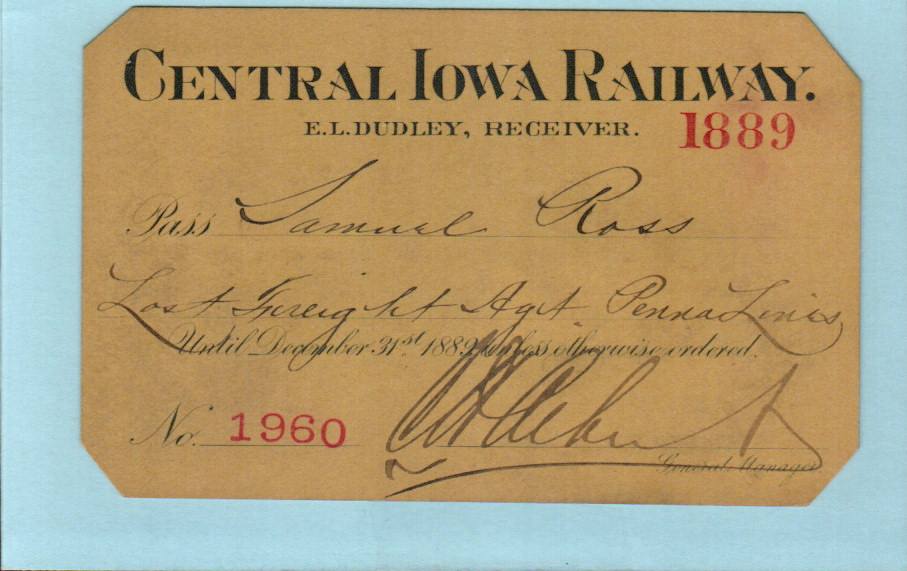 CENTRAL IOWA RAILWAY.
E.L. DUDLEY, RECEIVER. 1889
Pass Samuel Ross
Lost Freight Agt Penna Lines
Until December 31st 1889 unless otherwise ordered.
No. 1960
General Manager